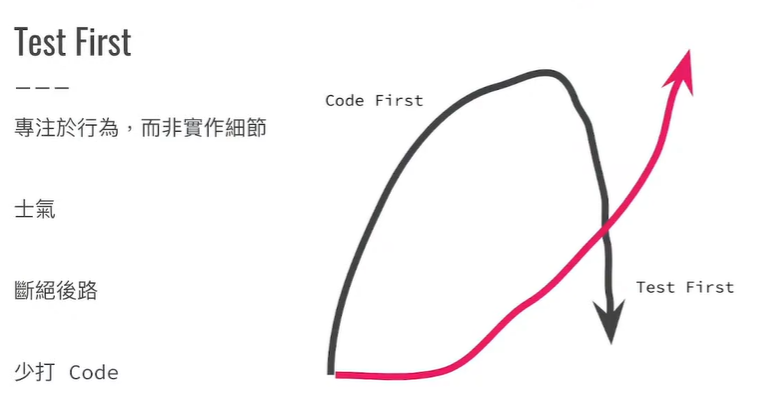 Test First
———
專注於行為，而非實作細節
士氣
斷絕後路
少打 Code
Code First
Test First